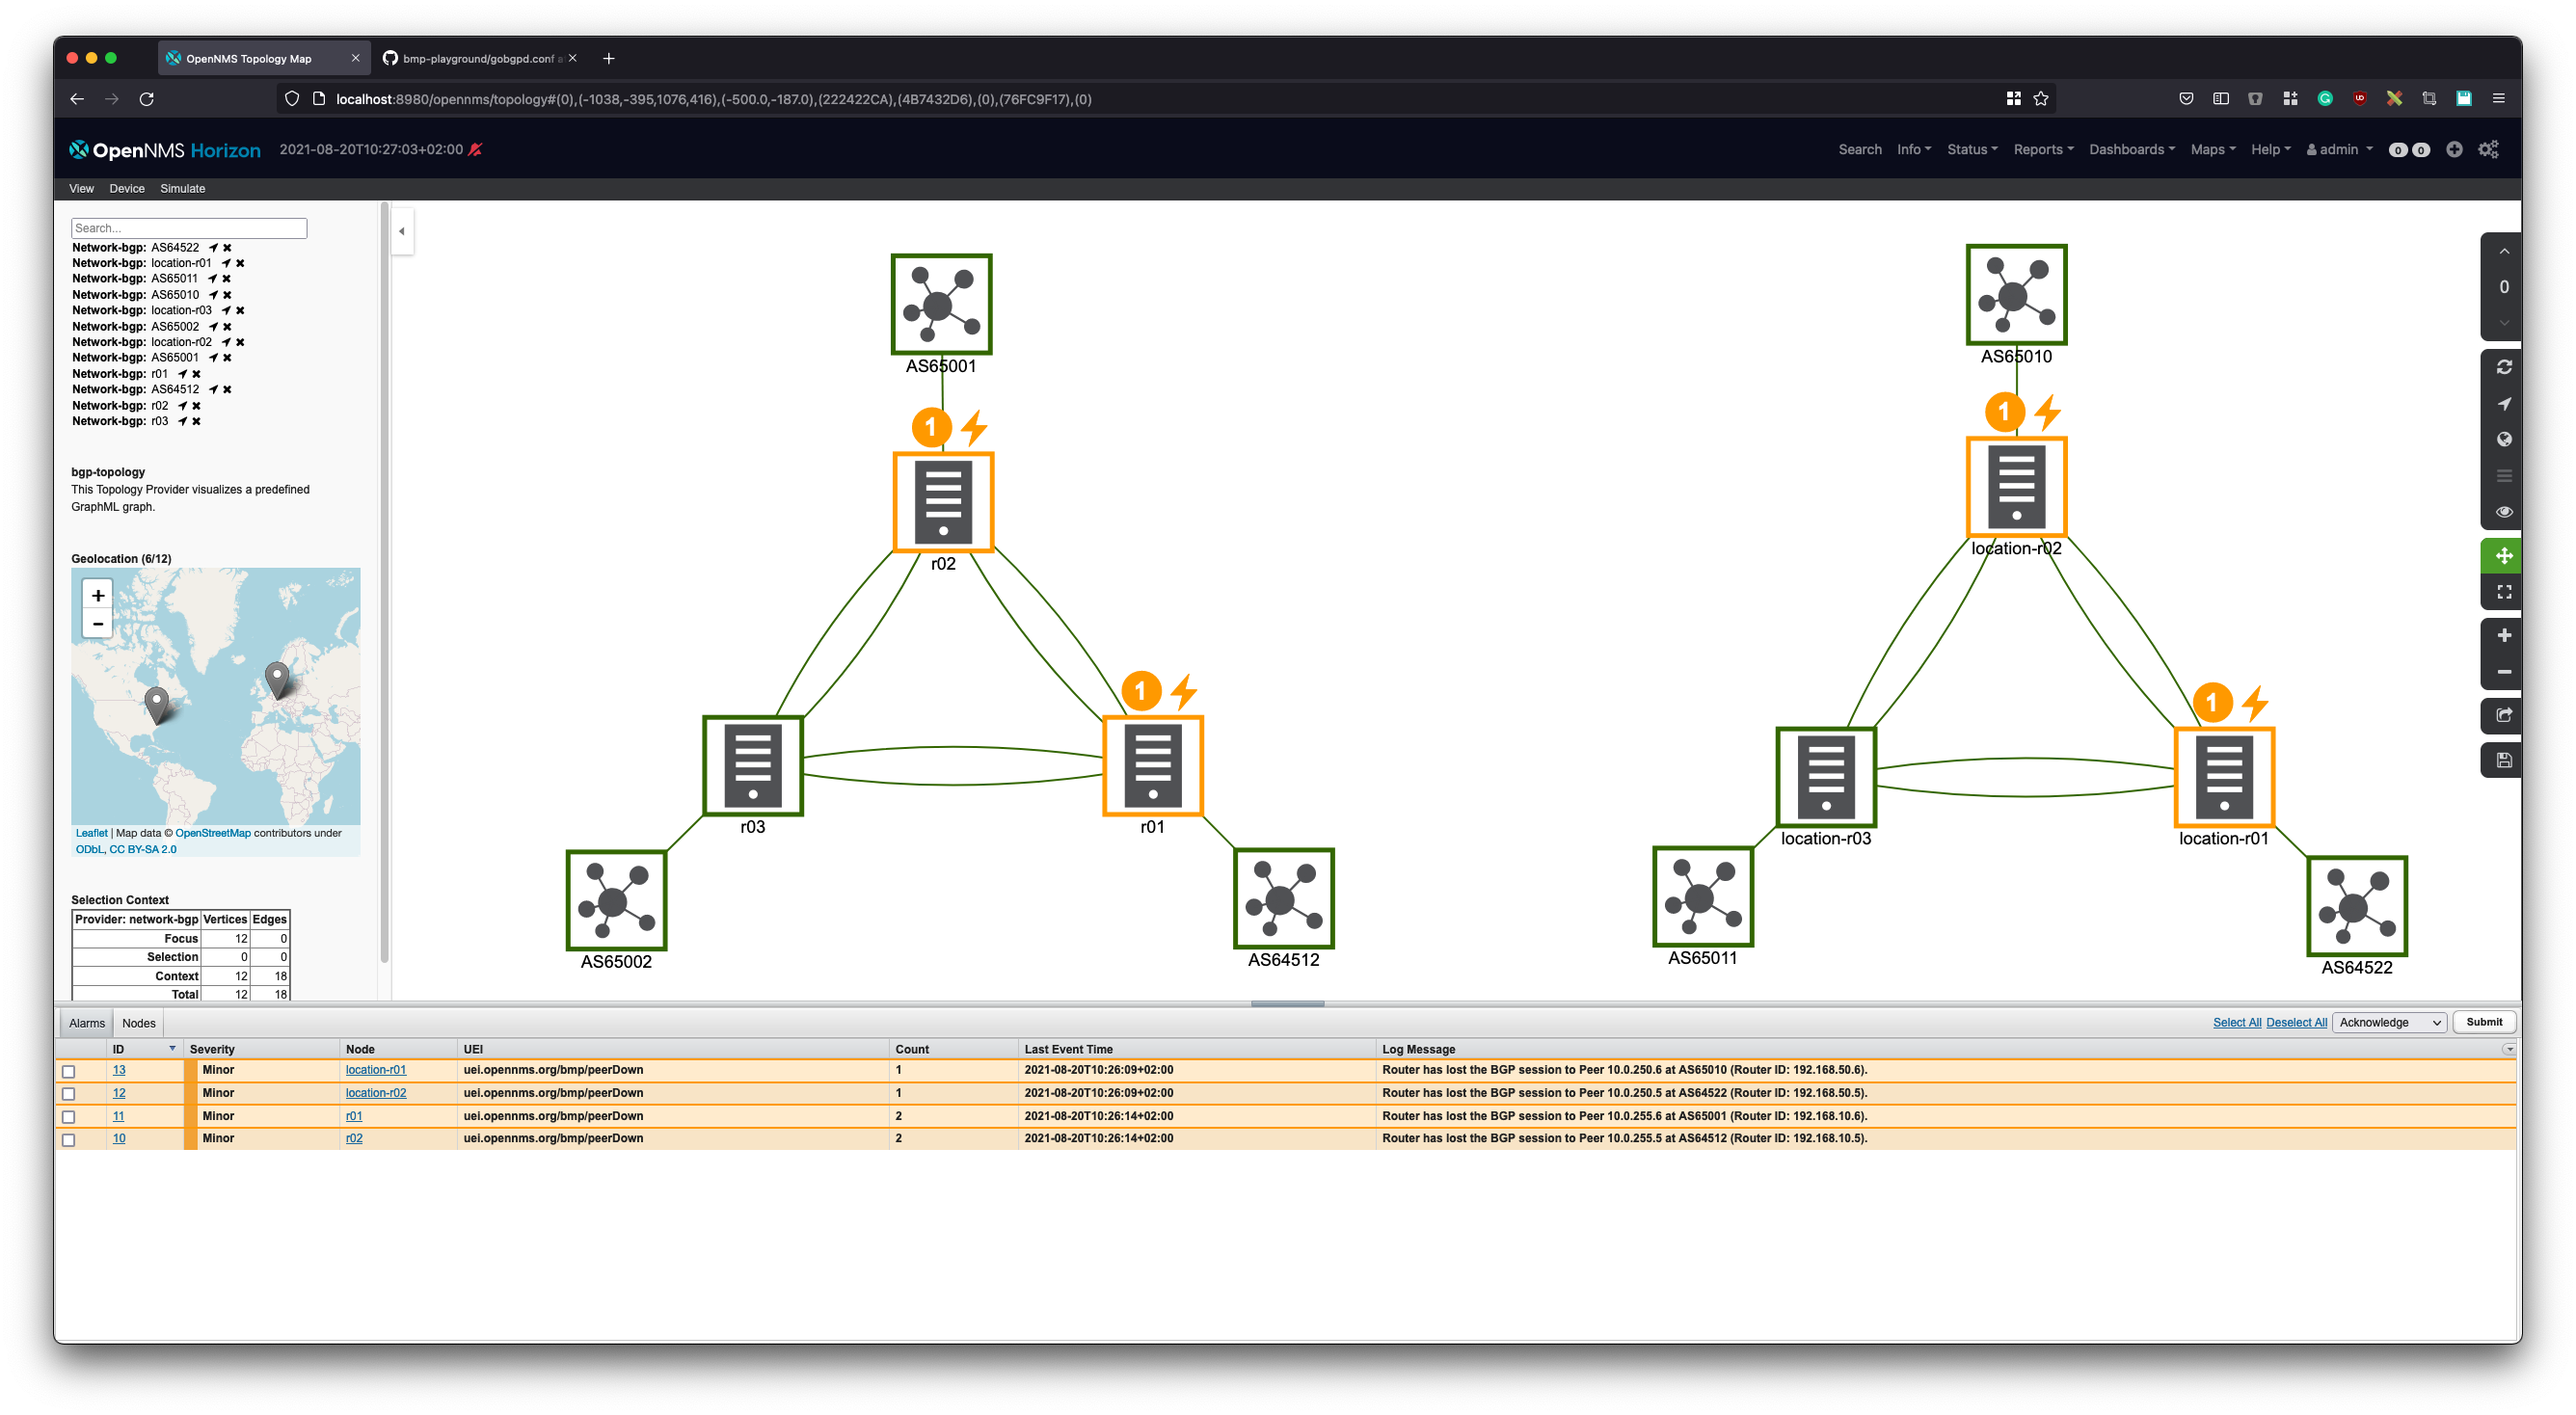 OpenNMS Topology Map
bmp-playground/gobgpd.conf a
localhost:8980/opennms/topology#(0),(-1038,-395,1076,416),(-500.0,-187.0),(222422CA),(4B7432D6),(0),(76FC9F17),(0)
OpenNMS Horizon 2021-08-20T10:27:03+02:00
Search Info Status Reports Dashboards Maps Help admin 0 0
View Device Simulate
Search...
Network-bgp: AS64522
Network-bgp: location-r01
Network-bgp: AS65011
Network-bgp: AS65010
Network-bgp: location-r03
Network-bgp: AS65002
Network-bgp: location-r02
Network-bgp: AS65001
Network-bgp: r01
Network-bgp: AS64512
Network-bgp: r02
Network-bgp: r03
bgp-topology
This Topology Provider visualizes a predefined
GraphML graph.
Geolocation (6/12)
+
−
Leaflet | Map data © OpenStreetMap contributors under
ODbL, CC BY-SA 2.0
Selection Context
Provider: network-bgp Vertices Edges
Focus 12 0
Selection 0 0
Context 12 18
Total 12 18
AS65001
1
r02
r03
1
r01
AS65002
AS64512
AS65010
1
location-r02
location-r03
1
location-r01
AS65011
AS64522
0
Alarms Nodes
Select All Deselect All Acknowledge Submit
ID Severity Node UEI Count Last Event Time Log Message
13 Minor location-r01 uei.opennms.org/bmp/peerDown 1 2021-08-20T10:26:09+02:00 Router has lost the BGP session to Peer 10.0.250.6 at AS65010 (Router ID: 192.168.50.6).
12 Minor location-r02 uei.opennms.org/bmp/peerDown 1 2021-08-20T10:26:09+02:00 Router has lost the BGP session to Peer 10.0.250.5 at AS64522 (Router ID: 192.168.50.5).
11 Minor r01 uei.opennms.org/bmp/peerDown 2 2021-08-20T10:26:14+02:00 Router has lost the BGP session to Peer 10.0.255.6 at AS65001 (Router ID: 192.168.10.6).
10 Minor r02 uei.opennms.org/bmp/peerDown 2 2021-08-20T10:26:14+02:00 Router has lost the BGP session to Peer 10.0.255.5 at AS64512 (Router ID: 192.168.10.5).